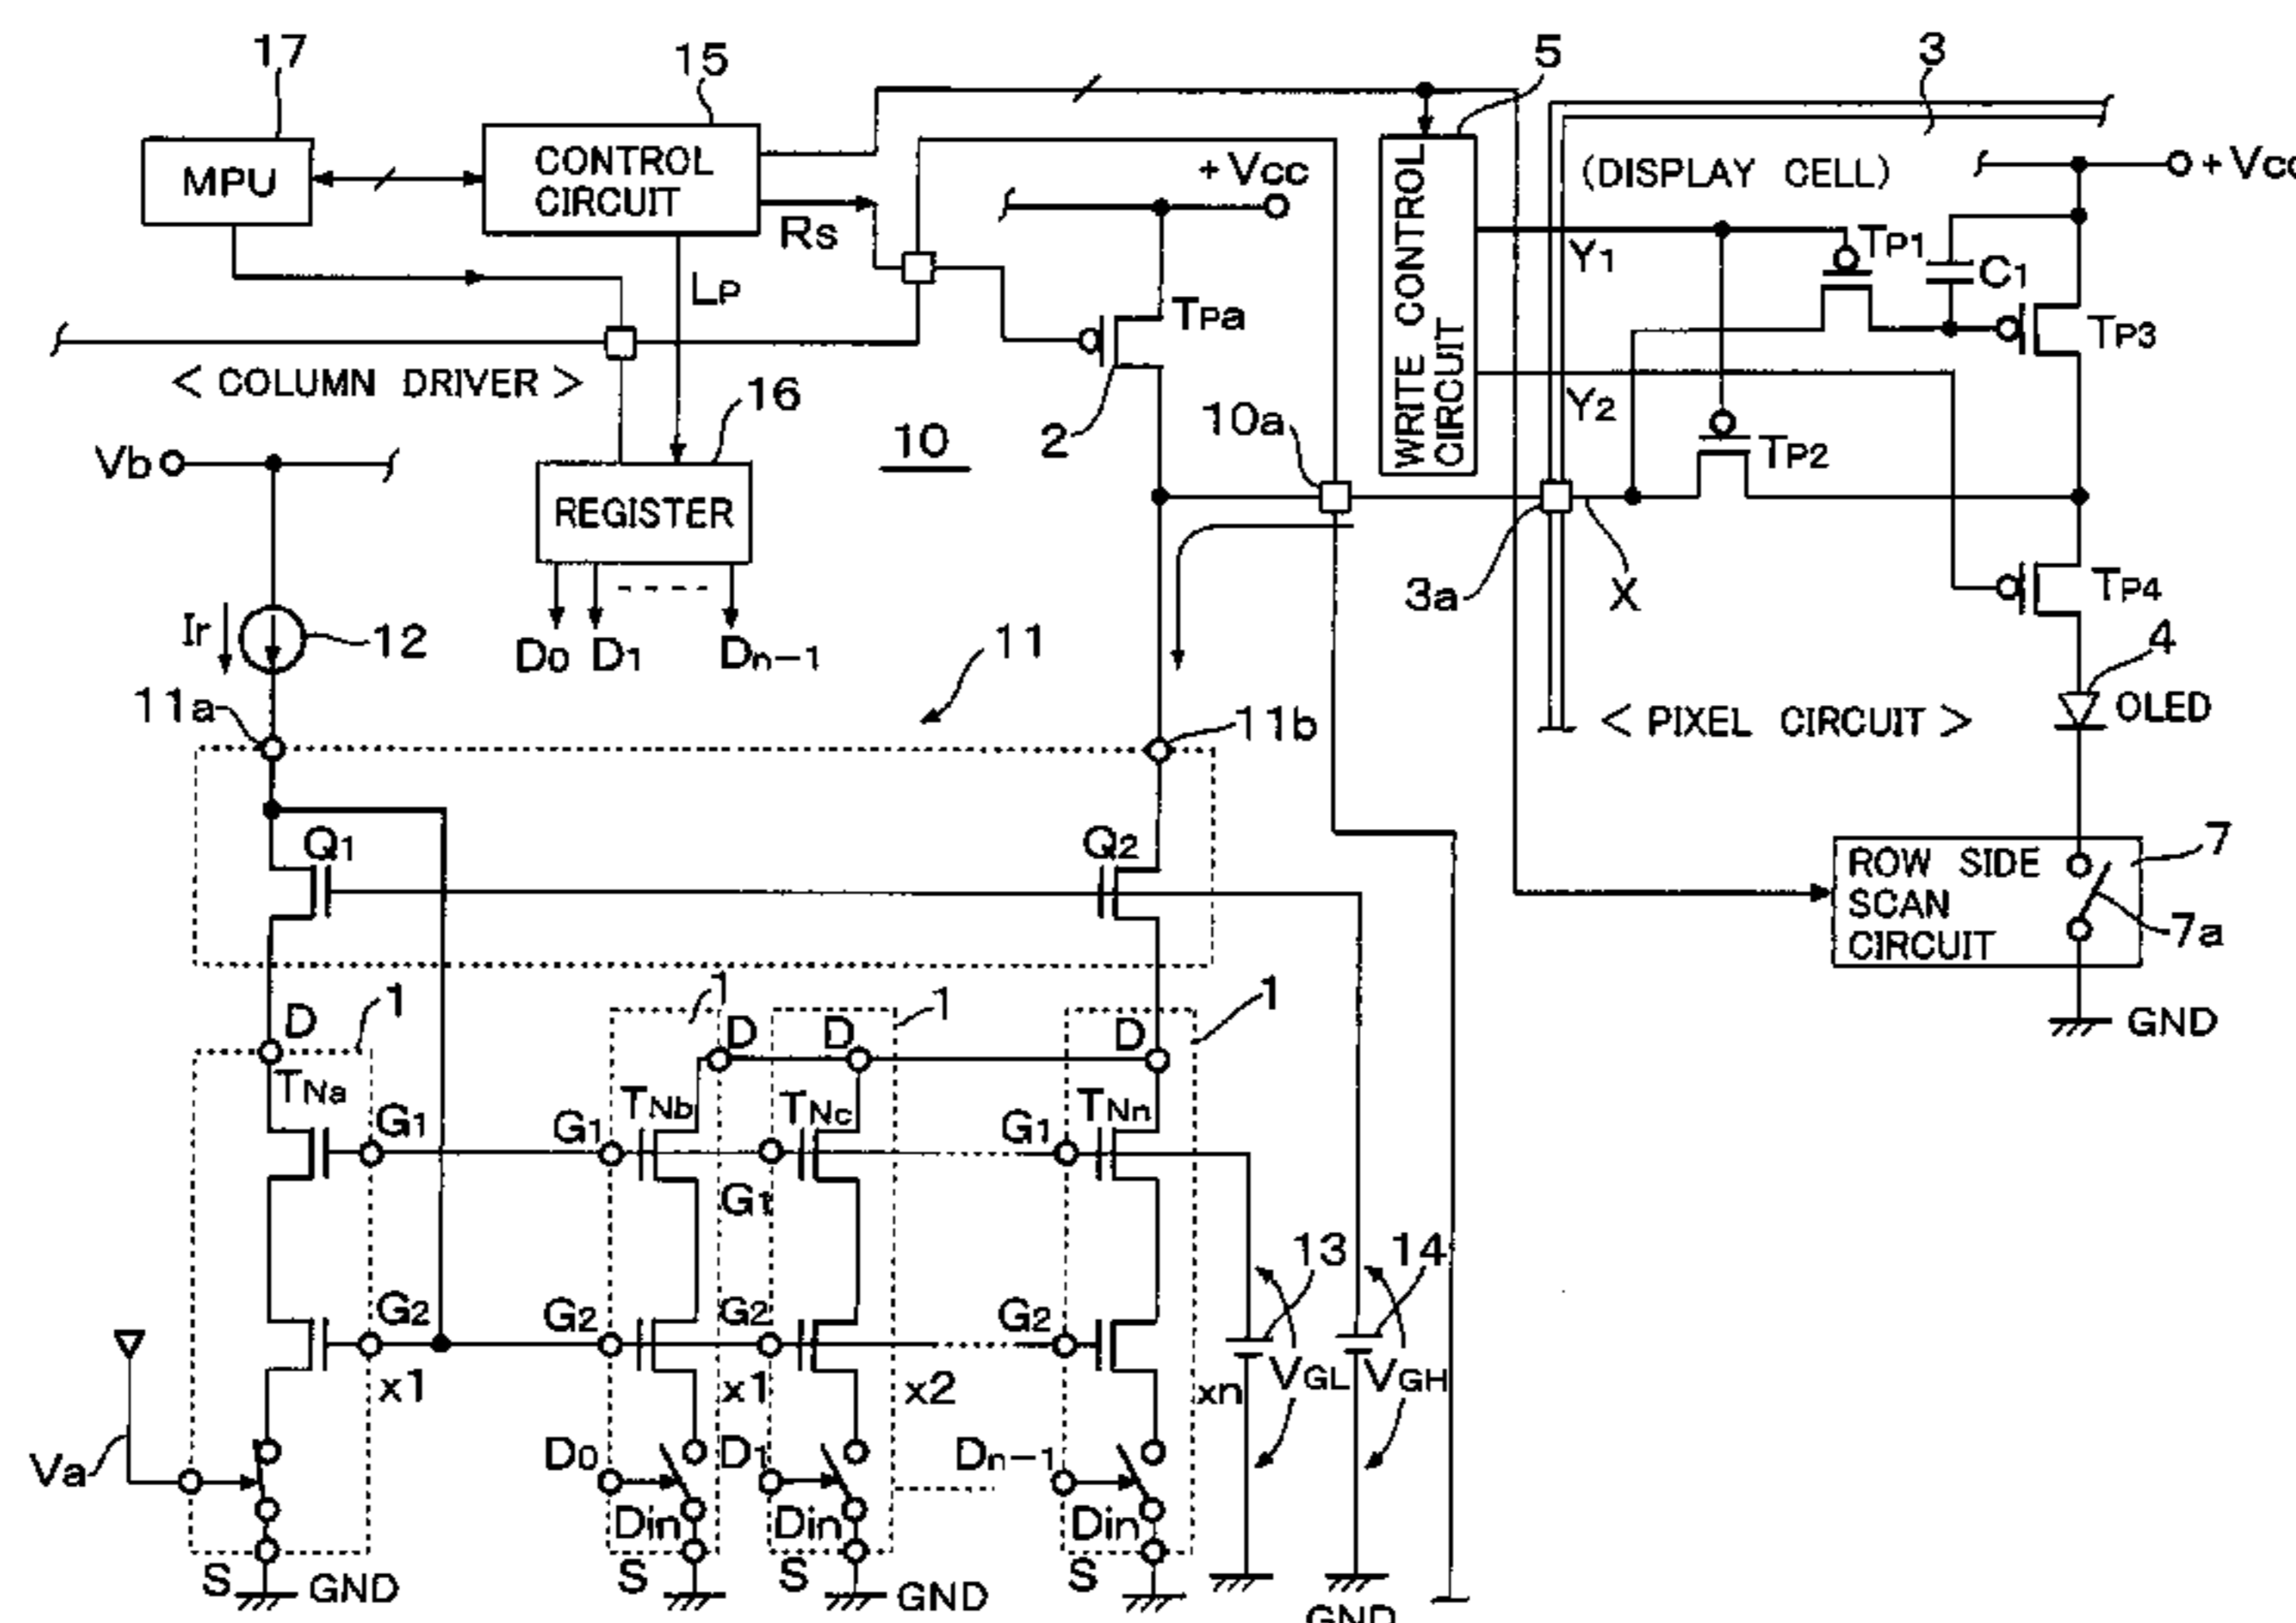 17
15
5
3
MPU
CONTROL
CIRCUIT
Rs
LP
+Vcc
WRITE CONTROL
CIRCUIT
(DISPLAY CELL)
Y1
TP1
C1
TP3
TPa
< COLUMN DRIVER >
16
10
2
10a
Y2
TP2
Vb
REGISTER
3a
X
TP4
Ir
12
D0
D1
Dn-1
11
4
OLED
11a
11b
< PIXEL CIRCUIT >
Q1
Q2
ROW SIDE
SCAN
CIRCUIT
7
7a
GND
D
1
1
D
D
1
D
1
TNa
TNb
TNc
TNn
G1
G1
G1
G1
13
14
G2
G2
G2
G2
x1
x1
x2
xn
VGL
VGH
Va
D0
D1
Dn-1
Din
Din
Din
S
GND
S
S
GND
S
GND